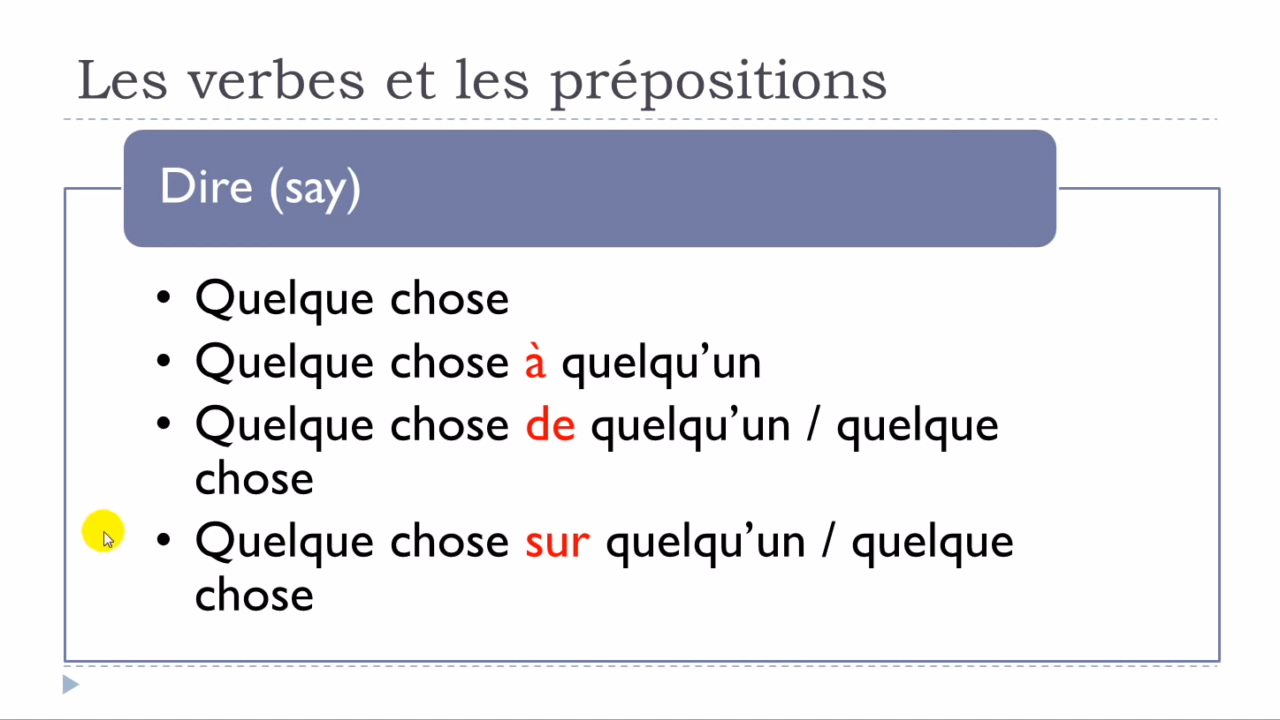 Les verbes et les prépositions
Dire (say)
• Quelque chose
• Quelque chose à quelqu’un
• Quelque chose de quelqu’un / quelque
chose
• Quelque chose sur quelqu’un / quelque
chose